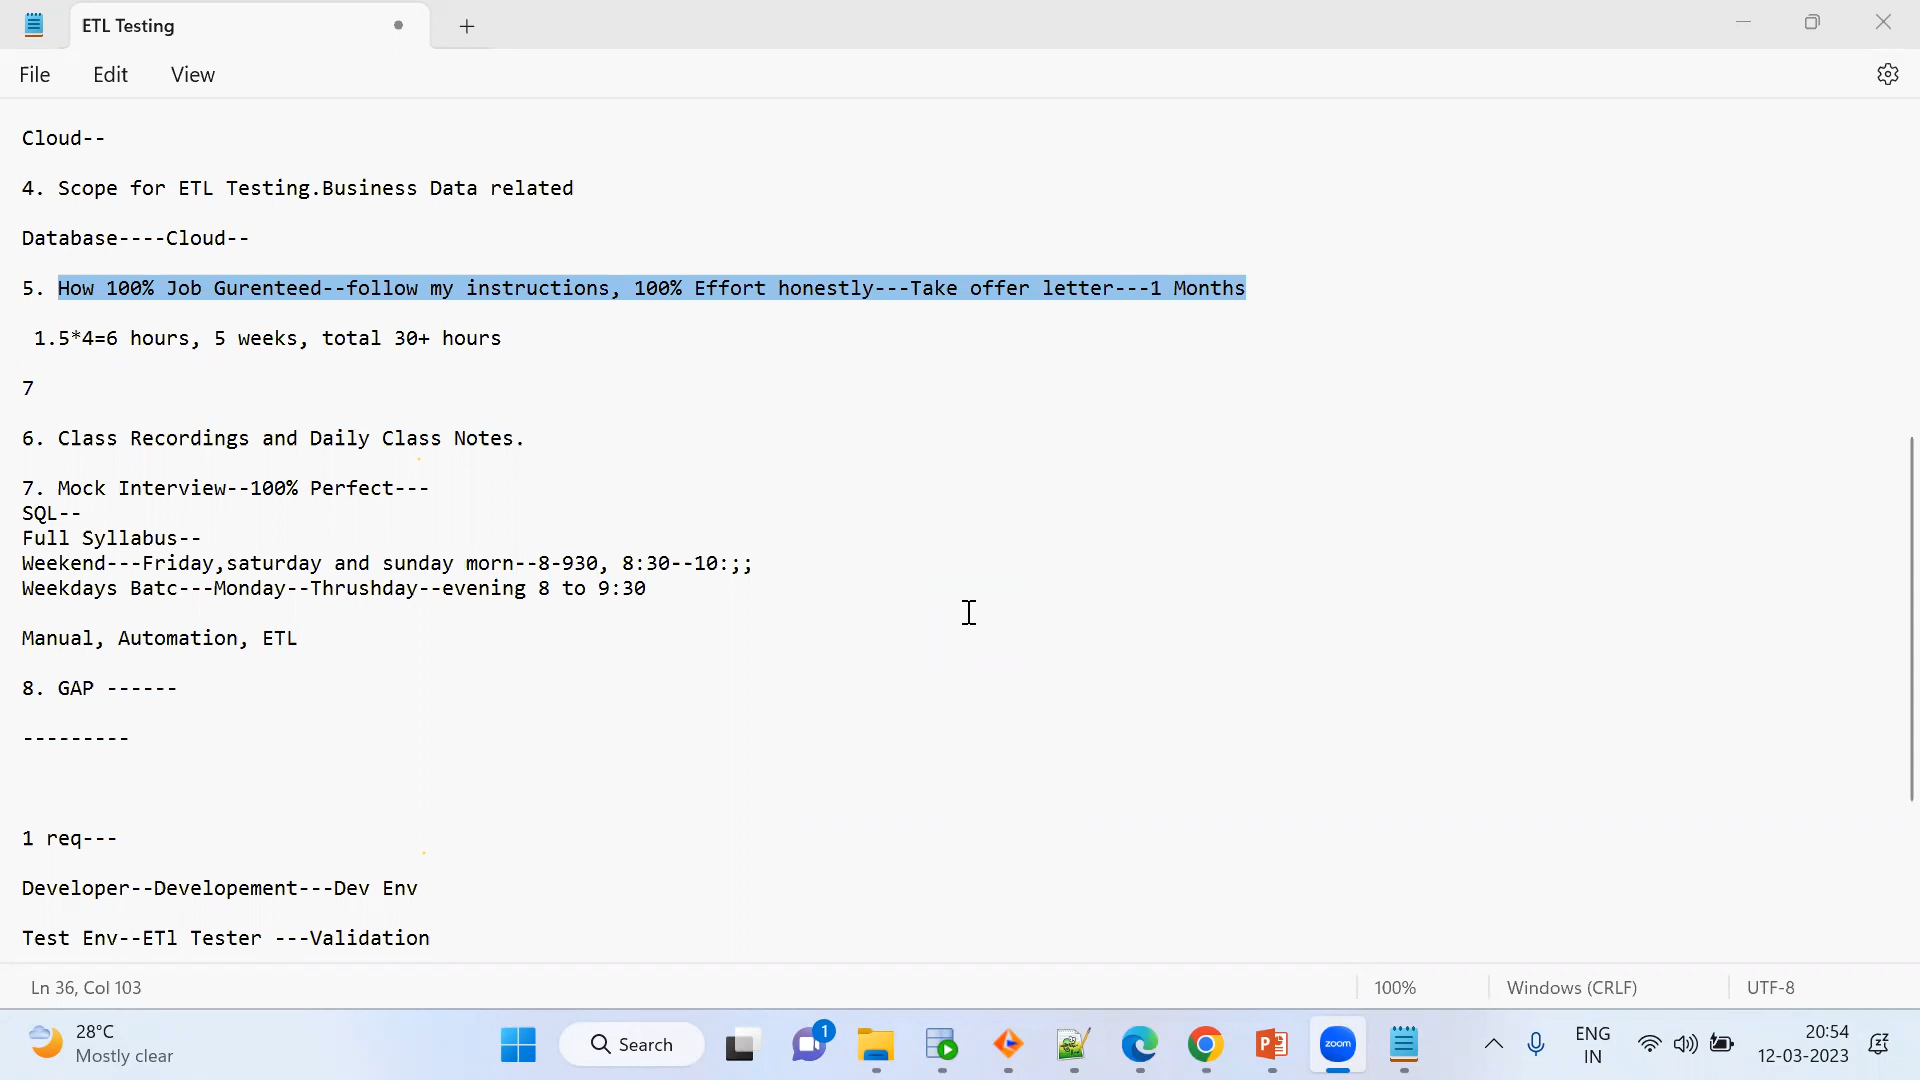 ETL Testing
File Edit View
Cloud--
4. Scope for ETL Testing.Business Data related
Database----Cloud--
5. How 100% Job Gurenteed--follow my instructions, 100% Effort honestly---Take offer letter---1 Months
1.5*4=6 hours, 5 weeks, total 30+ hours
7
6. Class Recordings and Daily Class Notes.
7. Mock Interview--100% Perfect---
SQL--
Full Syllabus--
Weekend---Friday,saturday and sunday morn--8-930, 8:30--10:;;
Weekdays Batc---Monday--Thrushday--evening 8 to 9:30
Manual, Automation, ETL
8. GAP ------
---------
1 req---
Developer--Developement---Dev Env
Test Env--ETl Tester ---Validation
Ln 36, Col 103 100% Windows (CRLF) UTF-8
28°C
Mostly clear
Search
1
zoom
ENG
IN
20:54
12-03-2023